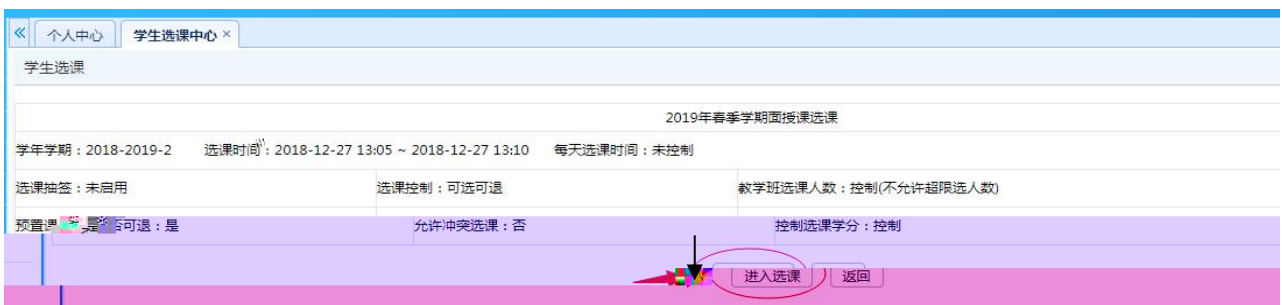 个人中心 学生选课中心 ×
学生选课
2019年春季学期面授课选课
学年学期：2018-2019-2 选课时间：2018-12-27 13:05 ~ 2018-12-27 13:10 每天选课时间：未控制
选课抽签：未启用 选课控制：可选可退 教学班选课人数：控制(不允许超限选人数)
预置课 是否可退：是 允许冲突选课：否 控制选课学分：控制
进入选课 返回